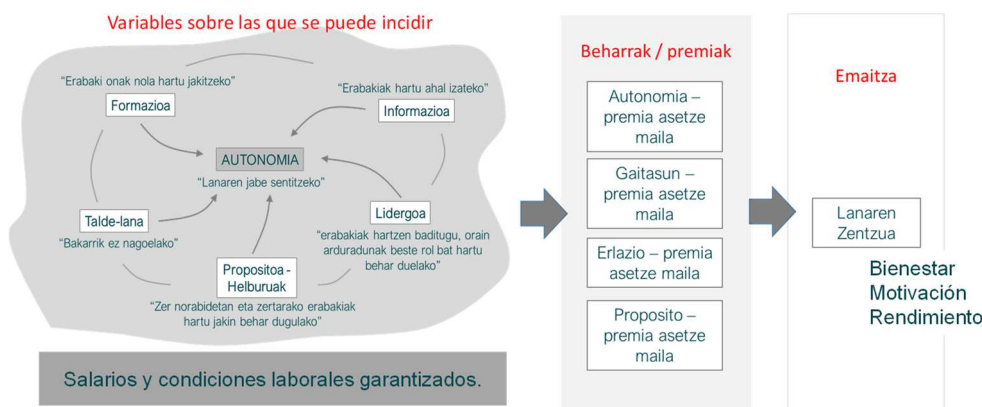 Variables sobre las que se puede incidir
“Erabaki onak nola hartu jakitzeko”
Formazioa
“Erabakiak hartu ahal izateko”
Informazioa
AUTONOMIA
“Lanaren jabe sentitzeko”
Talde-lana
“Bakarrik ez nagoelako”
Lidergoa
“erabakiak hartzen baditugu, orain
arduradunak beste rol bat hartu
behar duelako”
Propositoa-
Helburuak
“Zer norabidetan eta zertarako erabakiak
hartu jakin behar dugulako”
Salarios y condiciones laborales garantizados.
Beharrak / premiak
Autonomia –
premia asetze
maila
Gaitasun –
premia asetze
maila
Erlazio – premia
asetze maila
Proposito –
premia asetze
maila
Emaitza
Lanaren
Zentzua
Bienestar
Motivación
Rendimiento